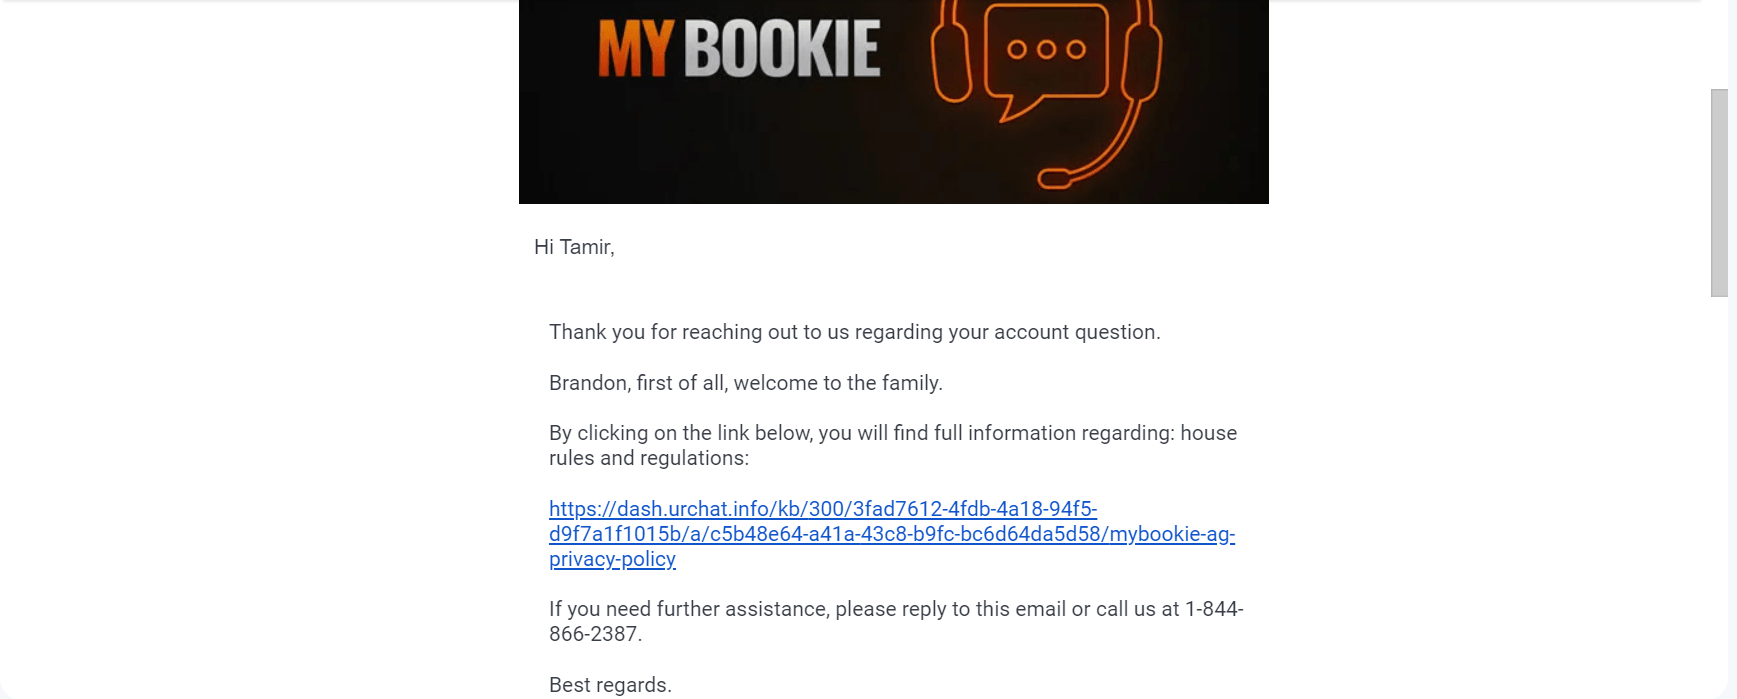 MY BOOKIE
Hi Tamir,
Thank you for reaching out to us regarding your account question.
Brandon, first of all, welcome to the family.
By clicking on the link below, you will find full information regarding: house
rules and regulations:
https://dash.urchat.info/kb/300/3fad7612-4fdb-4a18-94f5-
d9f7a1f1015b/a/c5b48e64-a41a-43c8-b9fc-bc6d64da5d58/mybookie-ag-
privacy-policy
If you need further assistance, please reply to this email or call us at 1-844-
866-2387.
Best regards.